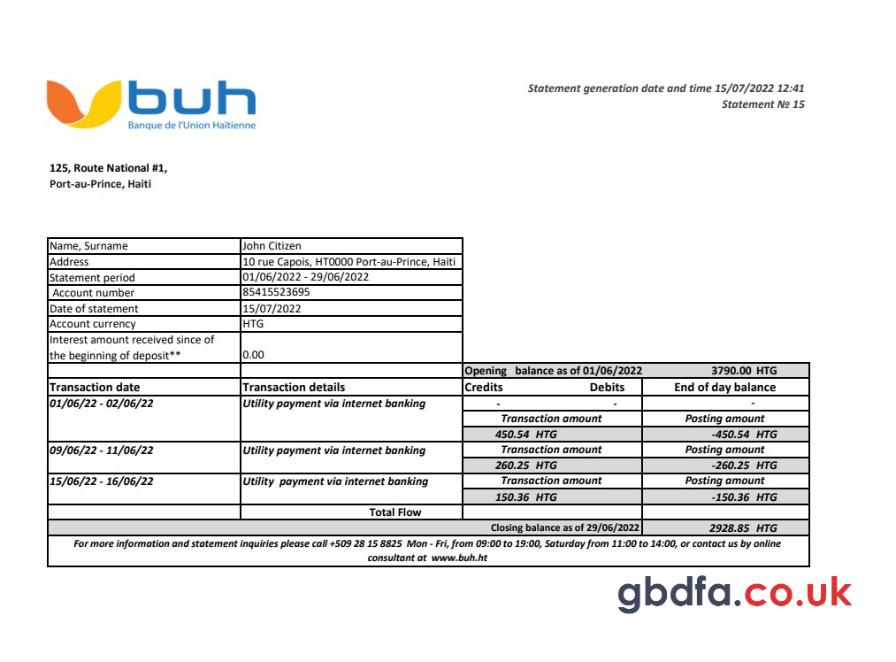 buh
Banque de l'Union Haïtienne
Statement generation date and time 15/07/2022 12:41
Statement № 15
125, Route National #1,
Port-au-Prince, Haiti
Name, Surname John Citizen
Address 10 rue Capois, HT0000 Port-au-Prince, Haiti
Statement period 01/06/2022 - 29/06/2022
Account number 85415523695
Date of statement 15/07/2022
Account currency HTG
Interest amount received since of
the beginning of deposit** 0.00
Opening balance as of 01/06/2022 3790.00 HTG
Transaction date Transaction details Credits Debits End of day balance
01/06/22 - 02/06/22 Utility payment via internet banking - - -
Transaction amount Posting amount
450.54 HTG -450.54 HTG
09/06/22 - 11/06/22 Utility payment via internet banking Transaction amount Posting amount
260.25 HTG -260.25 HTG
15/06/22 - 16/06/22 Utility payment via internet banking Transaction amount Posting amount
150.36 HTG -150.36 HTG
Total Flow
Closing balance as of 29/06/2022 2928.85 HTG
For more information and statement inquiries please call +509 28 15 8825 Mon - Fri, from 09:00 to 19:00, Saturday from 11:00 to 14:00, or contact us by online
consultant at www.buh.ht
gbdfa.co.uk